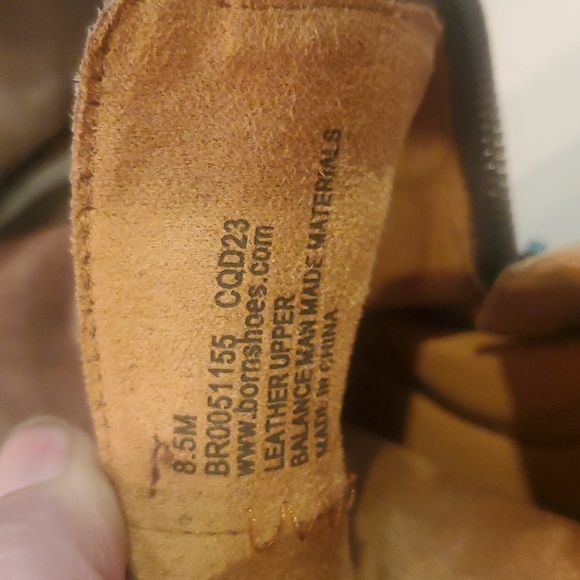 8.5M
BR0051155 CQD23
www.bornshoes.com
LEATHER UPPER
BALANCE MAN MADE MATERIALS
MADE IN CHINA